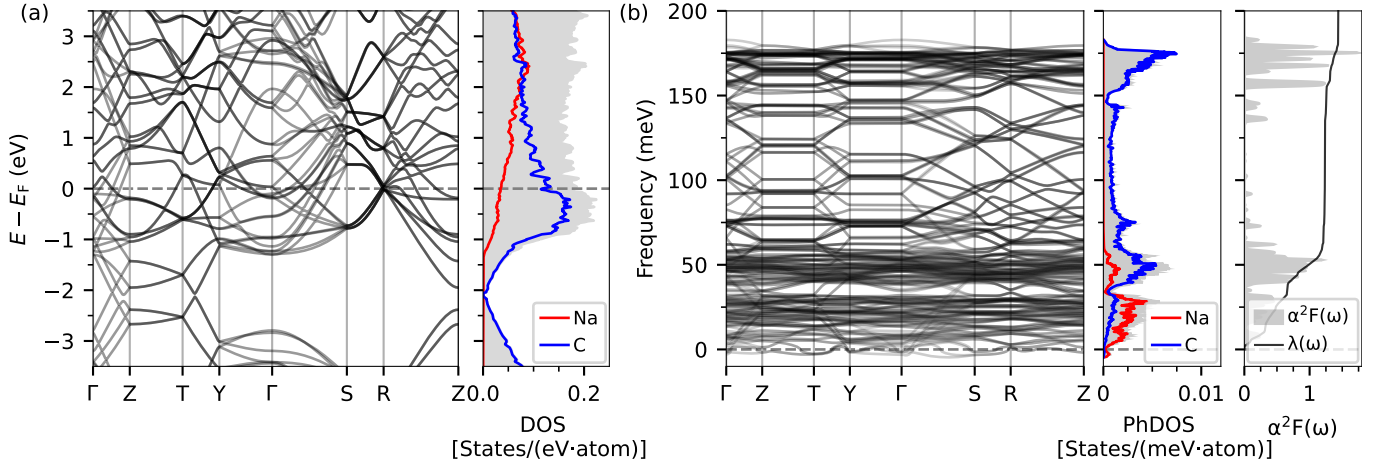 (a)
3
2
1
0
−1
−2
−3
E − E_F (eV)
Γ Z T Y Γ S R Z
Na
C
0.0 0.2
DOS
[States/(eV·atom)]
(b)
200
150
100
50
0
Frequency (meV)
Γ Z T Y Γ S R Z
Na
C
0 0.01
PhDOS
[States/(meV·atom)]
α²F(ω)
λ(ω)
0 1
α²F(ω)